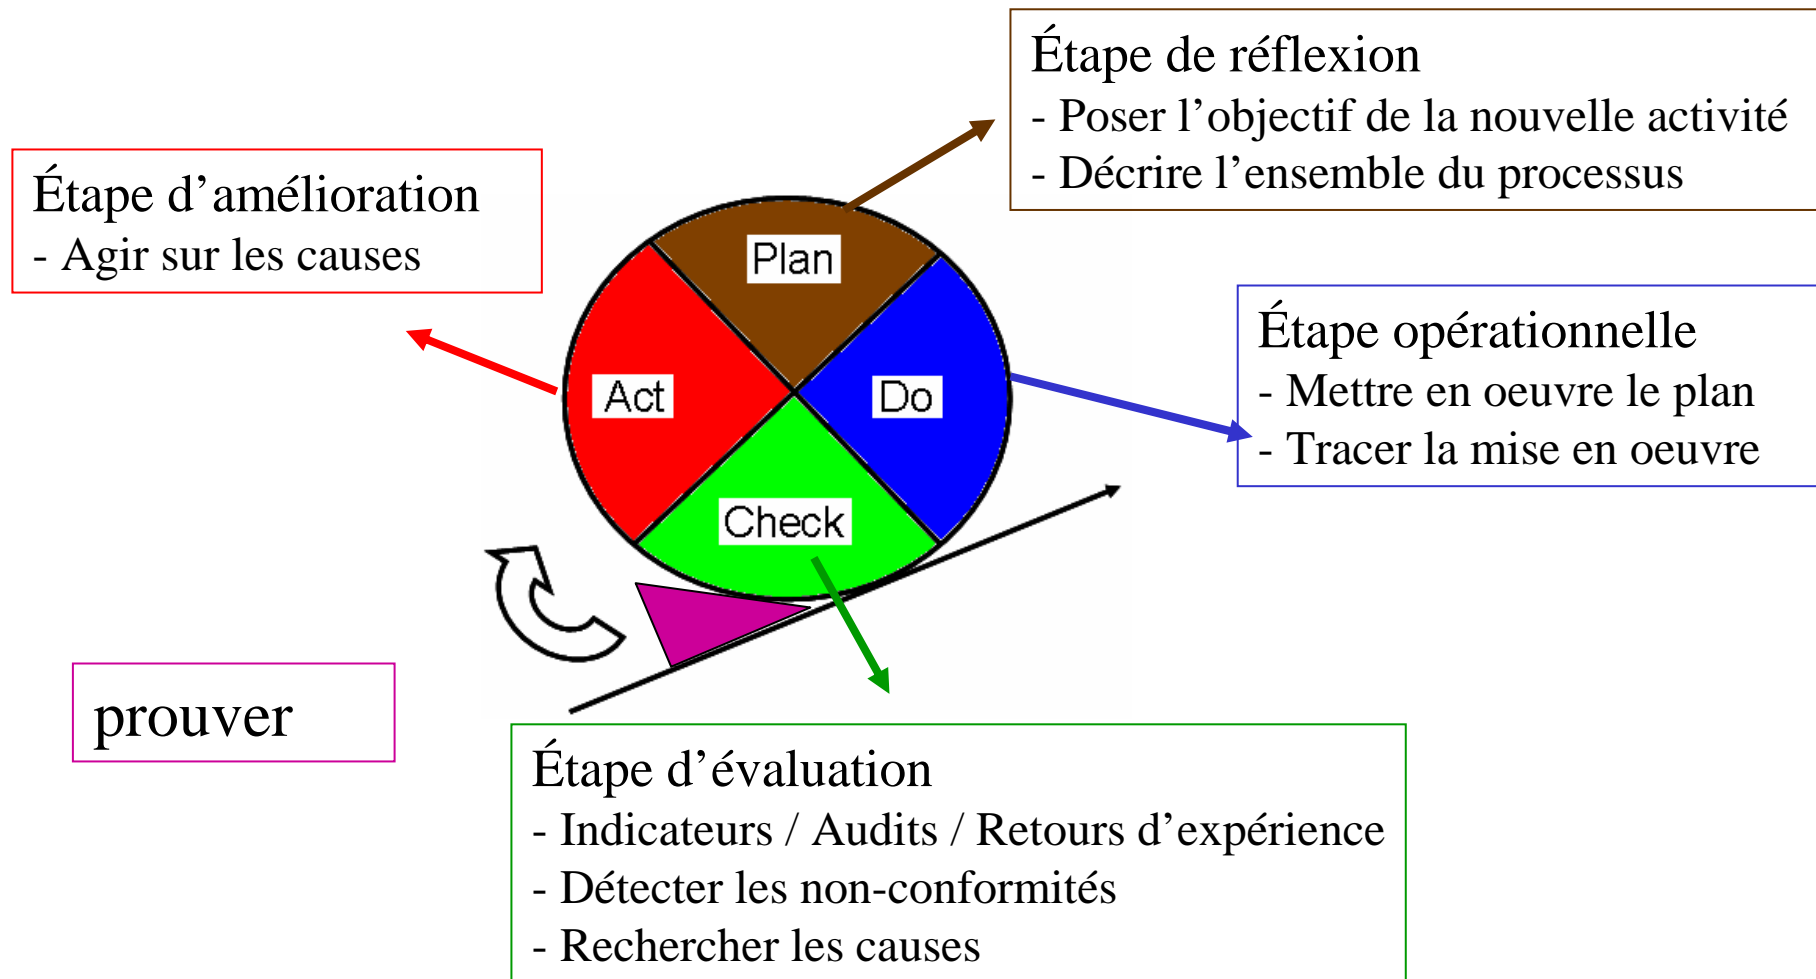 Étape de réflexion
- Poser l’objectif de la nouvelle activité
- Décrire l’ensemble du processus
Étape d’amélioration
- Agir sur les causes
Plan
Act
Do
Check
Étape opérationnelle
- Mettre en oeuvre le plan
- Tracer la mise en oeuvre
prouver
Étape d’évaluation
- Indicateurs / Audits / Retours d’expérience
- Détecter les non-conformités
- Rechercher les causes